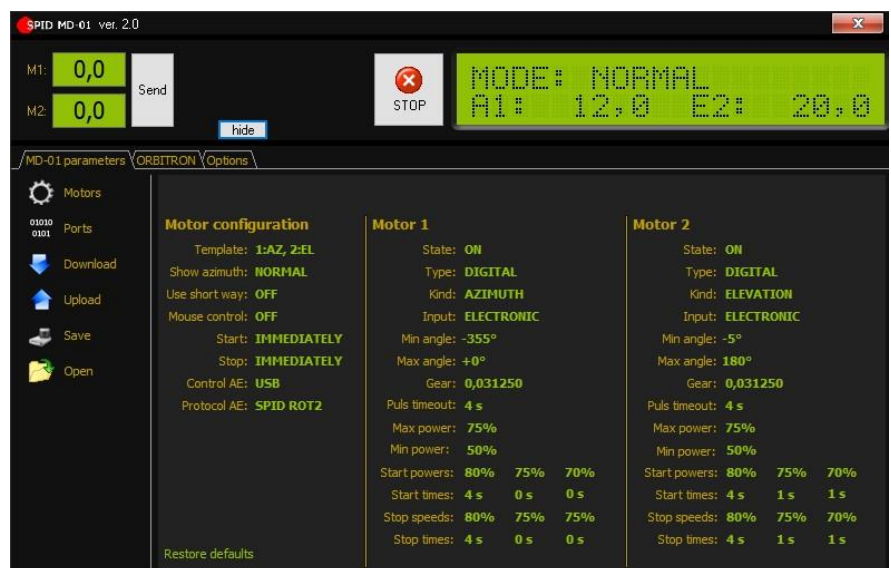 SPID MD-01 ver. 2.0
M1: 0,0
M2: 0,0
Send
hide
STOP
MODE: NORMAL
A1: 12,0 E2: 20,0
MD-01 parameters ORBITRON Options
Motors
01010
0101
Ports
Download
Upload
Save
Open
Motor configuration
Template: 1:AZ, 2:EL
Show azimuth: NORMAL
Use short way: OFF
Mouse control: OFF
Start: IMMEDIATELY
Stop: IMMEDIATELY
Control AE: USB
Protocol AE: SPID ROT2
Restore defaults
Motor 1
State: ON
Type: DIGITAL
Kind: AZIMUTH
Input: ELECTRONIC
Min angle: -355°
Max angle: +0°
Gear: 0,031250
Puls timeout: 4 s
Max power: 75%
Min power: 50%
Start powers: 80% 75% 70%
Start times: 4 s 0 s 0 s
Stop speeds: 80% 75% 75%
Stop times: 4 s 0 s 0 s
Motor 2
State: ON
Type: DIGITAL
Kind: ELEVATION
Input: ELECTRONIC
Min angle: -5°
Max angle: 180°
Gear: 0,031250
Puls timeout: 4 s
Max power: 75%
Min power: 50%
Start powers: 80% 75% 70%
Start times: 4 s 1 s 1 s
Stop speeds: 80% 75% 70%
Stop times: 4 s 1 s 1 s